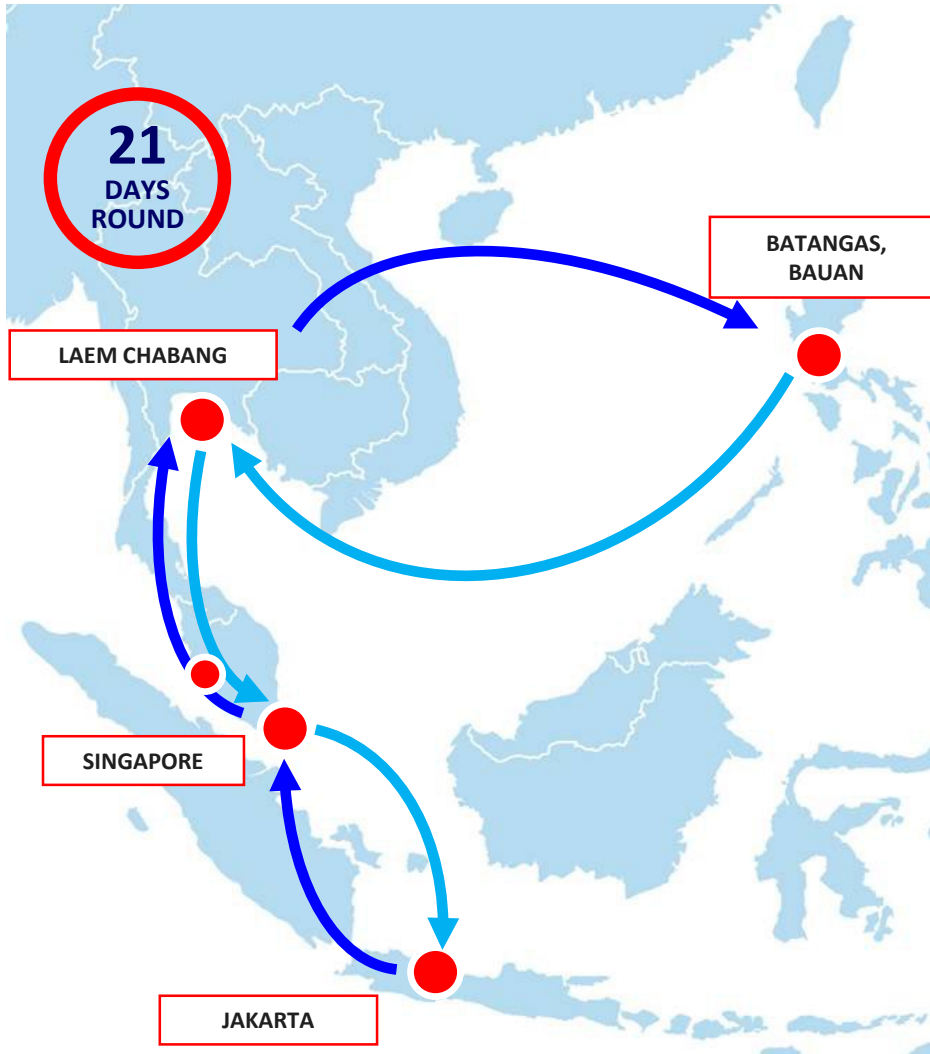 21
DAYS
ROUND
BATANGAS,
BAUAN
LAEM CHABANG
SINGAPORE
JAKARTA